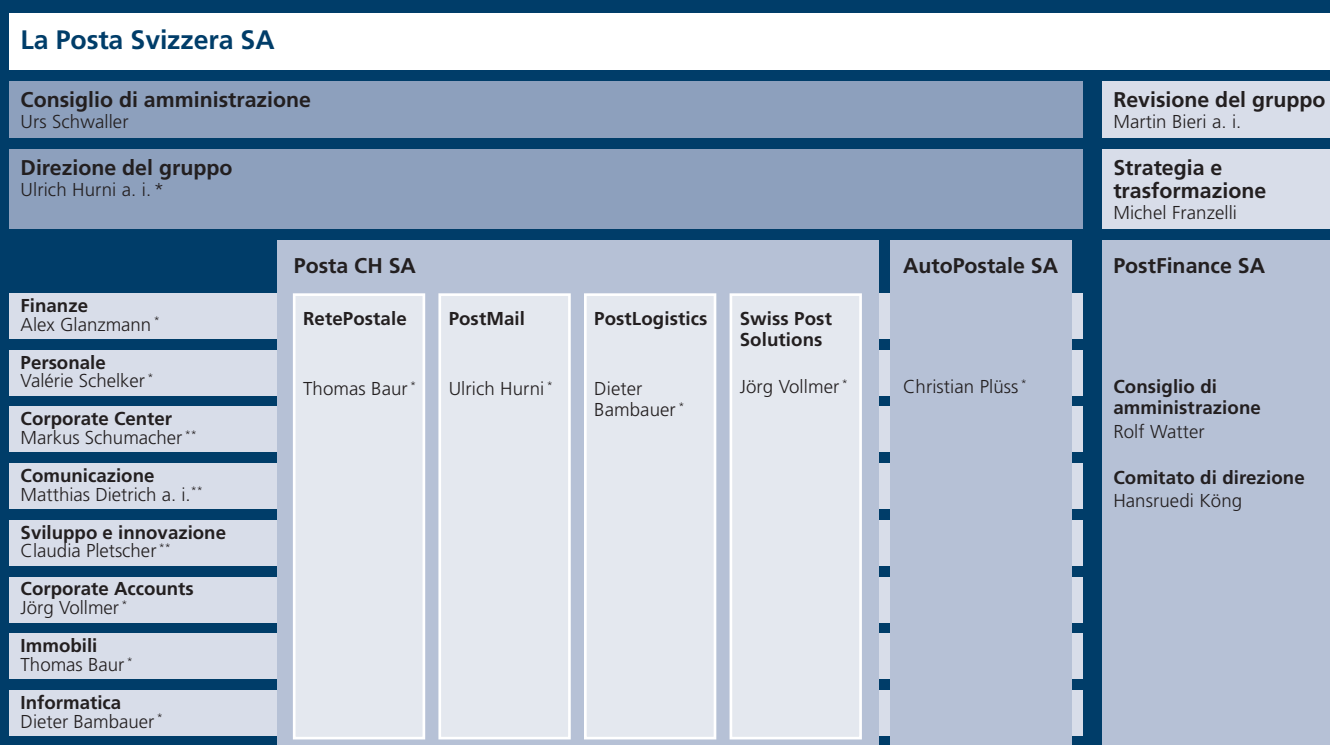 La Posta Svizzera SA
Consiglio di amministrazione
Urs Schwaller
Revisione del gruppo
Martin Bieri a. i.
Direzione del gruppo
Ulrich Hurni a. i. *
Strategia e
trasformazione
Michel Franzelli
Posta CH SA
AutoPostale SA
PostFinance SA
Finanze
Alex Glanzmann *
Personale
Valérie Schelker *
Corporate Center
Markus Schumacher **
Comunicazione
Matthias Dietrich a. i. **
Sviluppo e innovazione
Claudia Pletscher **
Corporate Accounts
Jörg Vollmer *
Immobili
Thomas Baur *
Informatica
Dieter Bambauer *
RetePostale
Thomas Baur *
PostMail
Ulrich Hurni *
PostLogistics
Dieter
Bambauer *
Swiss Post
Solutions
Jörg Vollmer *
Christian Plüss *
Consiglio di
amministrazione
Rolf Watter
Comitato di direzione
Hansruedi Köng